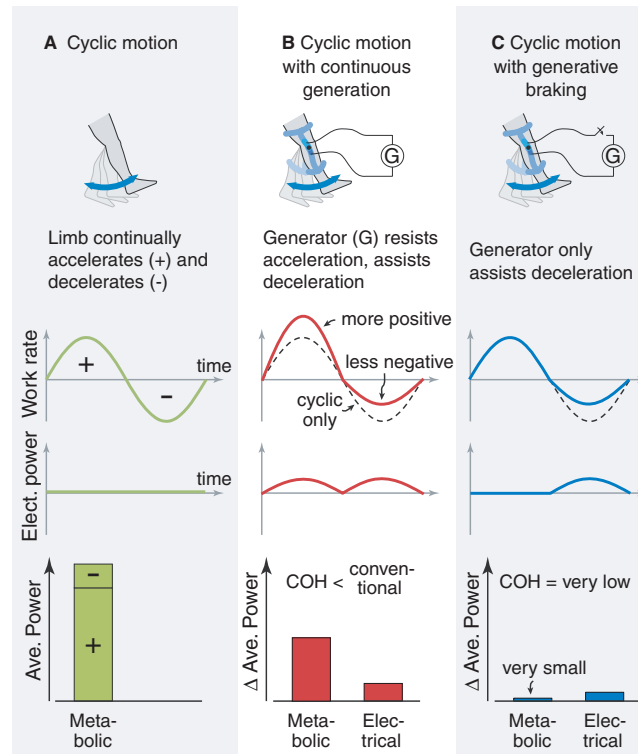 A Cyclic motion
Limb continually
accelerates (+) and
decelerates (-)
Work rate
+
-
time
Elect. power
time
Ave. Power
-
+
Meta-
bolic
B Cyclic motion
with continuous
generation
G
Generator (G) resists
acceleration, assists
deceleration
more positive
less negative
cyclic
only
Δ Ave. Power
COH < conven-
tional
Meta-
bolic
Elec-
trical
C Cyclic motion
with generative
braking
G
Generator only
assists deceleration
Δ Ave. Power
COH = very low
very small
Meta-
bolic
Elec-
trical